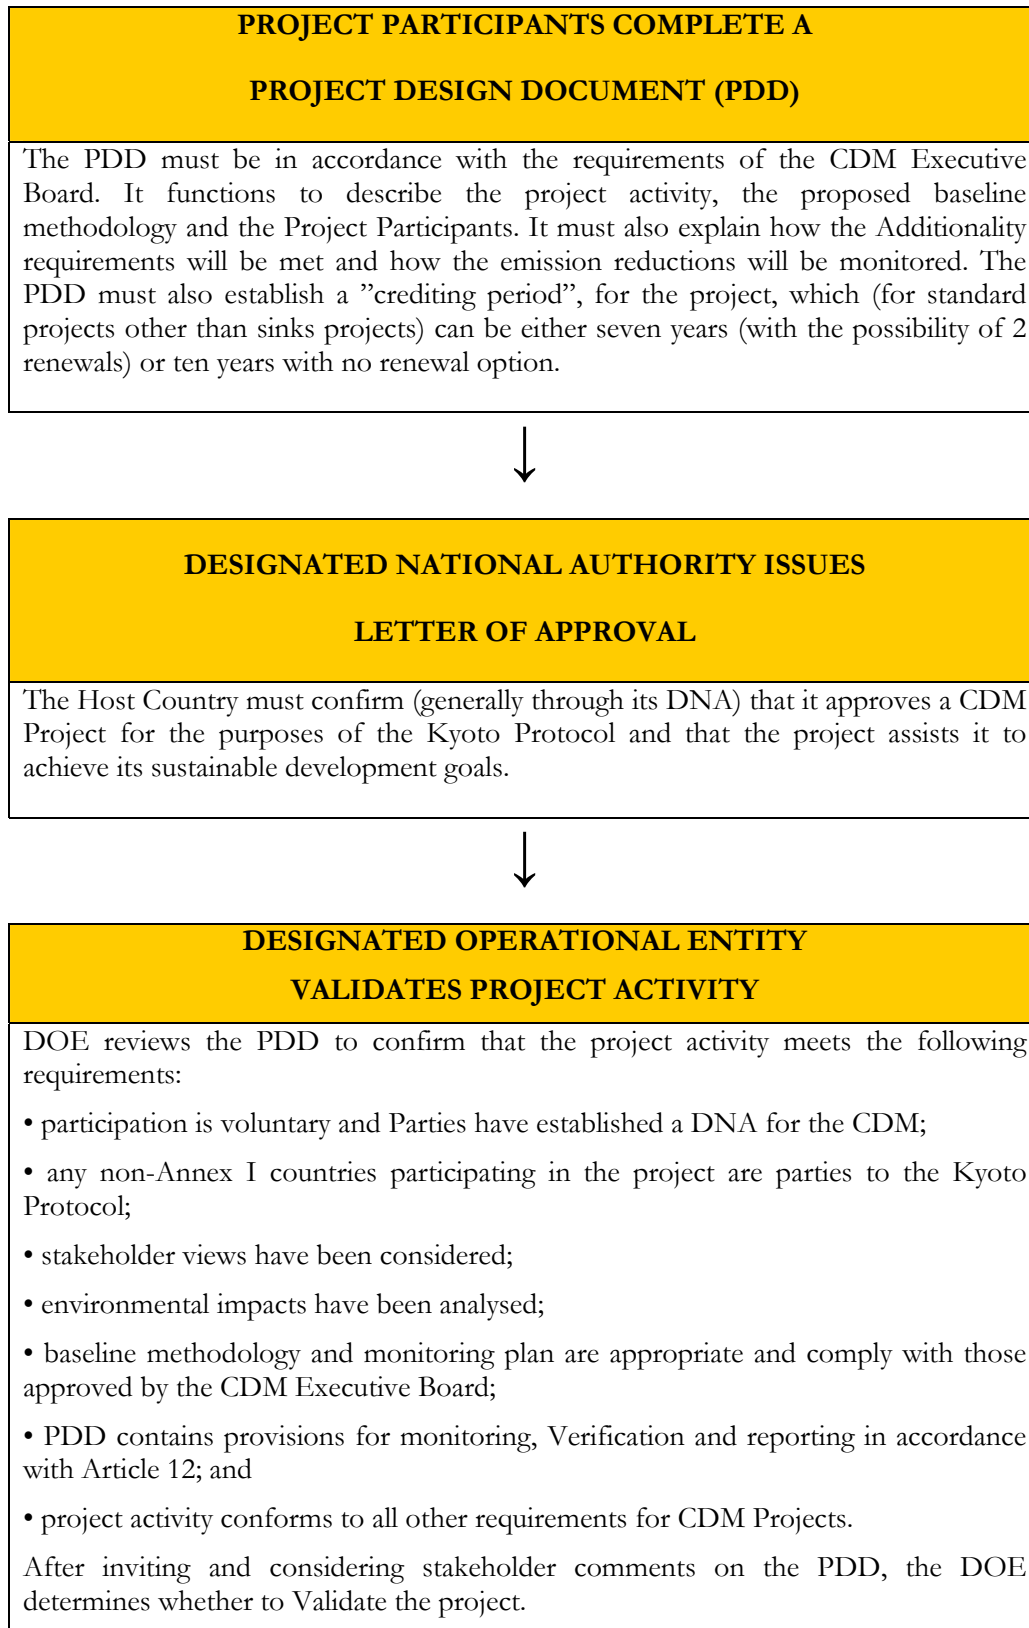 PROJECT PARTICIPANTS COMPLETE A
PROJECT DESIGN DOCUMENT (PDD)
The PDD must be in accordance with the requirements of the CDM Executive
Board. It functions to describe the project activity, the proposed baseline
methodology and the Project Participants. It must also explain how the Additionality
requirements will be met and how the emission reductions will be monitored. The
PDD must also establish a ”crediting period”, for the project, which (for standard
projects other than sinks projects) can be either seven years (with the possibility of 2
renewals) or ten years with no renewal option.
↓
DESIGNATED NATIONAL AUTHORITY ISSUES
LETTER OF APPROVAL
The Host Country must confirm (generally through its DNA) that it approves a CDM
Project for the purposes of the Kyoto Protocol and that the project assists it to
achieve its sustainable development goals.
↓
DESIGNATED OPERATIONAL ENTITY
VALIDATES PROJECT ACTIVITY
DOE reviews the PDD to confirm that the project activity meets the following
requirements:
• participation is voluntary and Parties have established a DNA for the CDM;
• any non-Annex I countries participating in the project are parties to the Kyoto
Protocol;
• stakeholder views have been considered;
• environmental impacts have been analysed;
• baseline methodology and monitoring plan are appropriate and comply with those
approved by the CDM Executive Board;
• PDD contains provisions for monitoring, Verification and reporting in accordance
with Article 12; and
• project activity conforms to all other requirements for CDM Projects.
After inviting and considering stakeholder comments on the PDD, the DOE
determines whether to Validate the project.